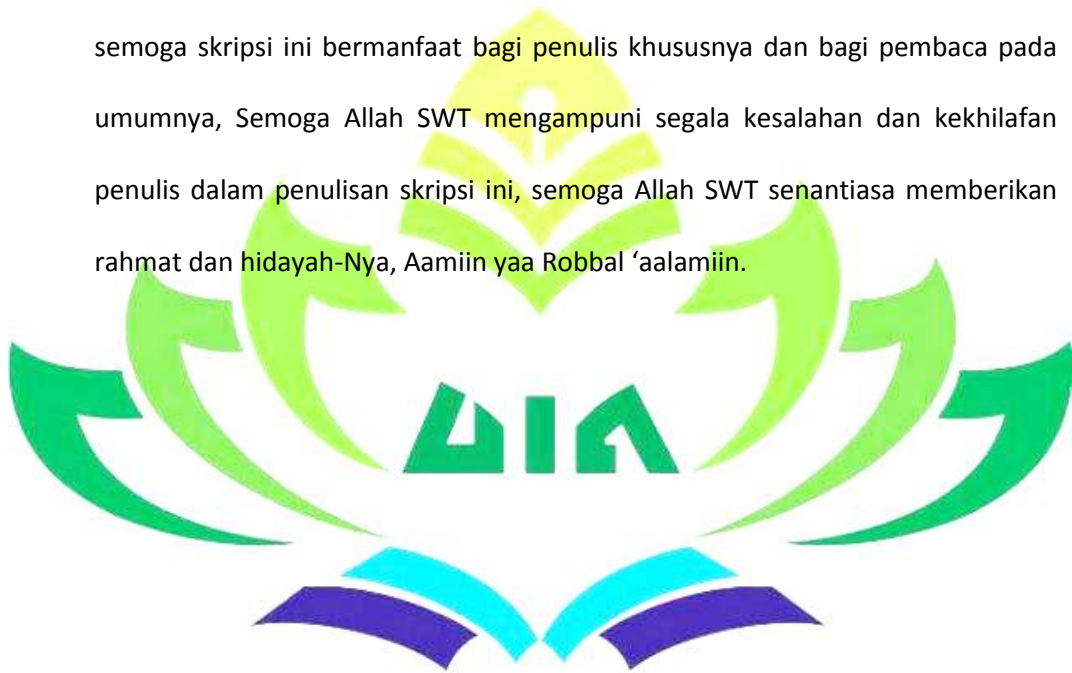 semoga skripsi ini bermanfaat bagi penulis khususnya dan bagi pembaca pada
umumnya, Semoga Allah SWT mengampuni segala kesalahan dan kekhilafan
penulis dalam penulisan skripsi ini, semoga Allah SWT senantiasa memberikan
rahmat dan hidayah-Nya, Aamiin yaa Robbal ‘aalamiin.